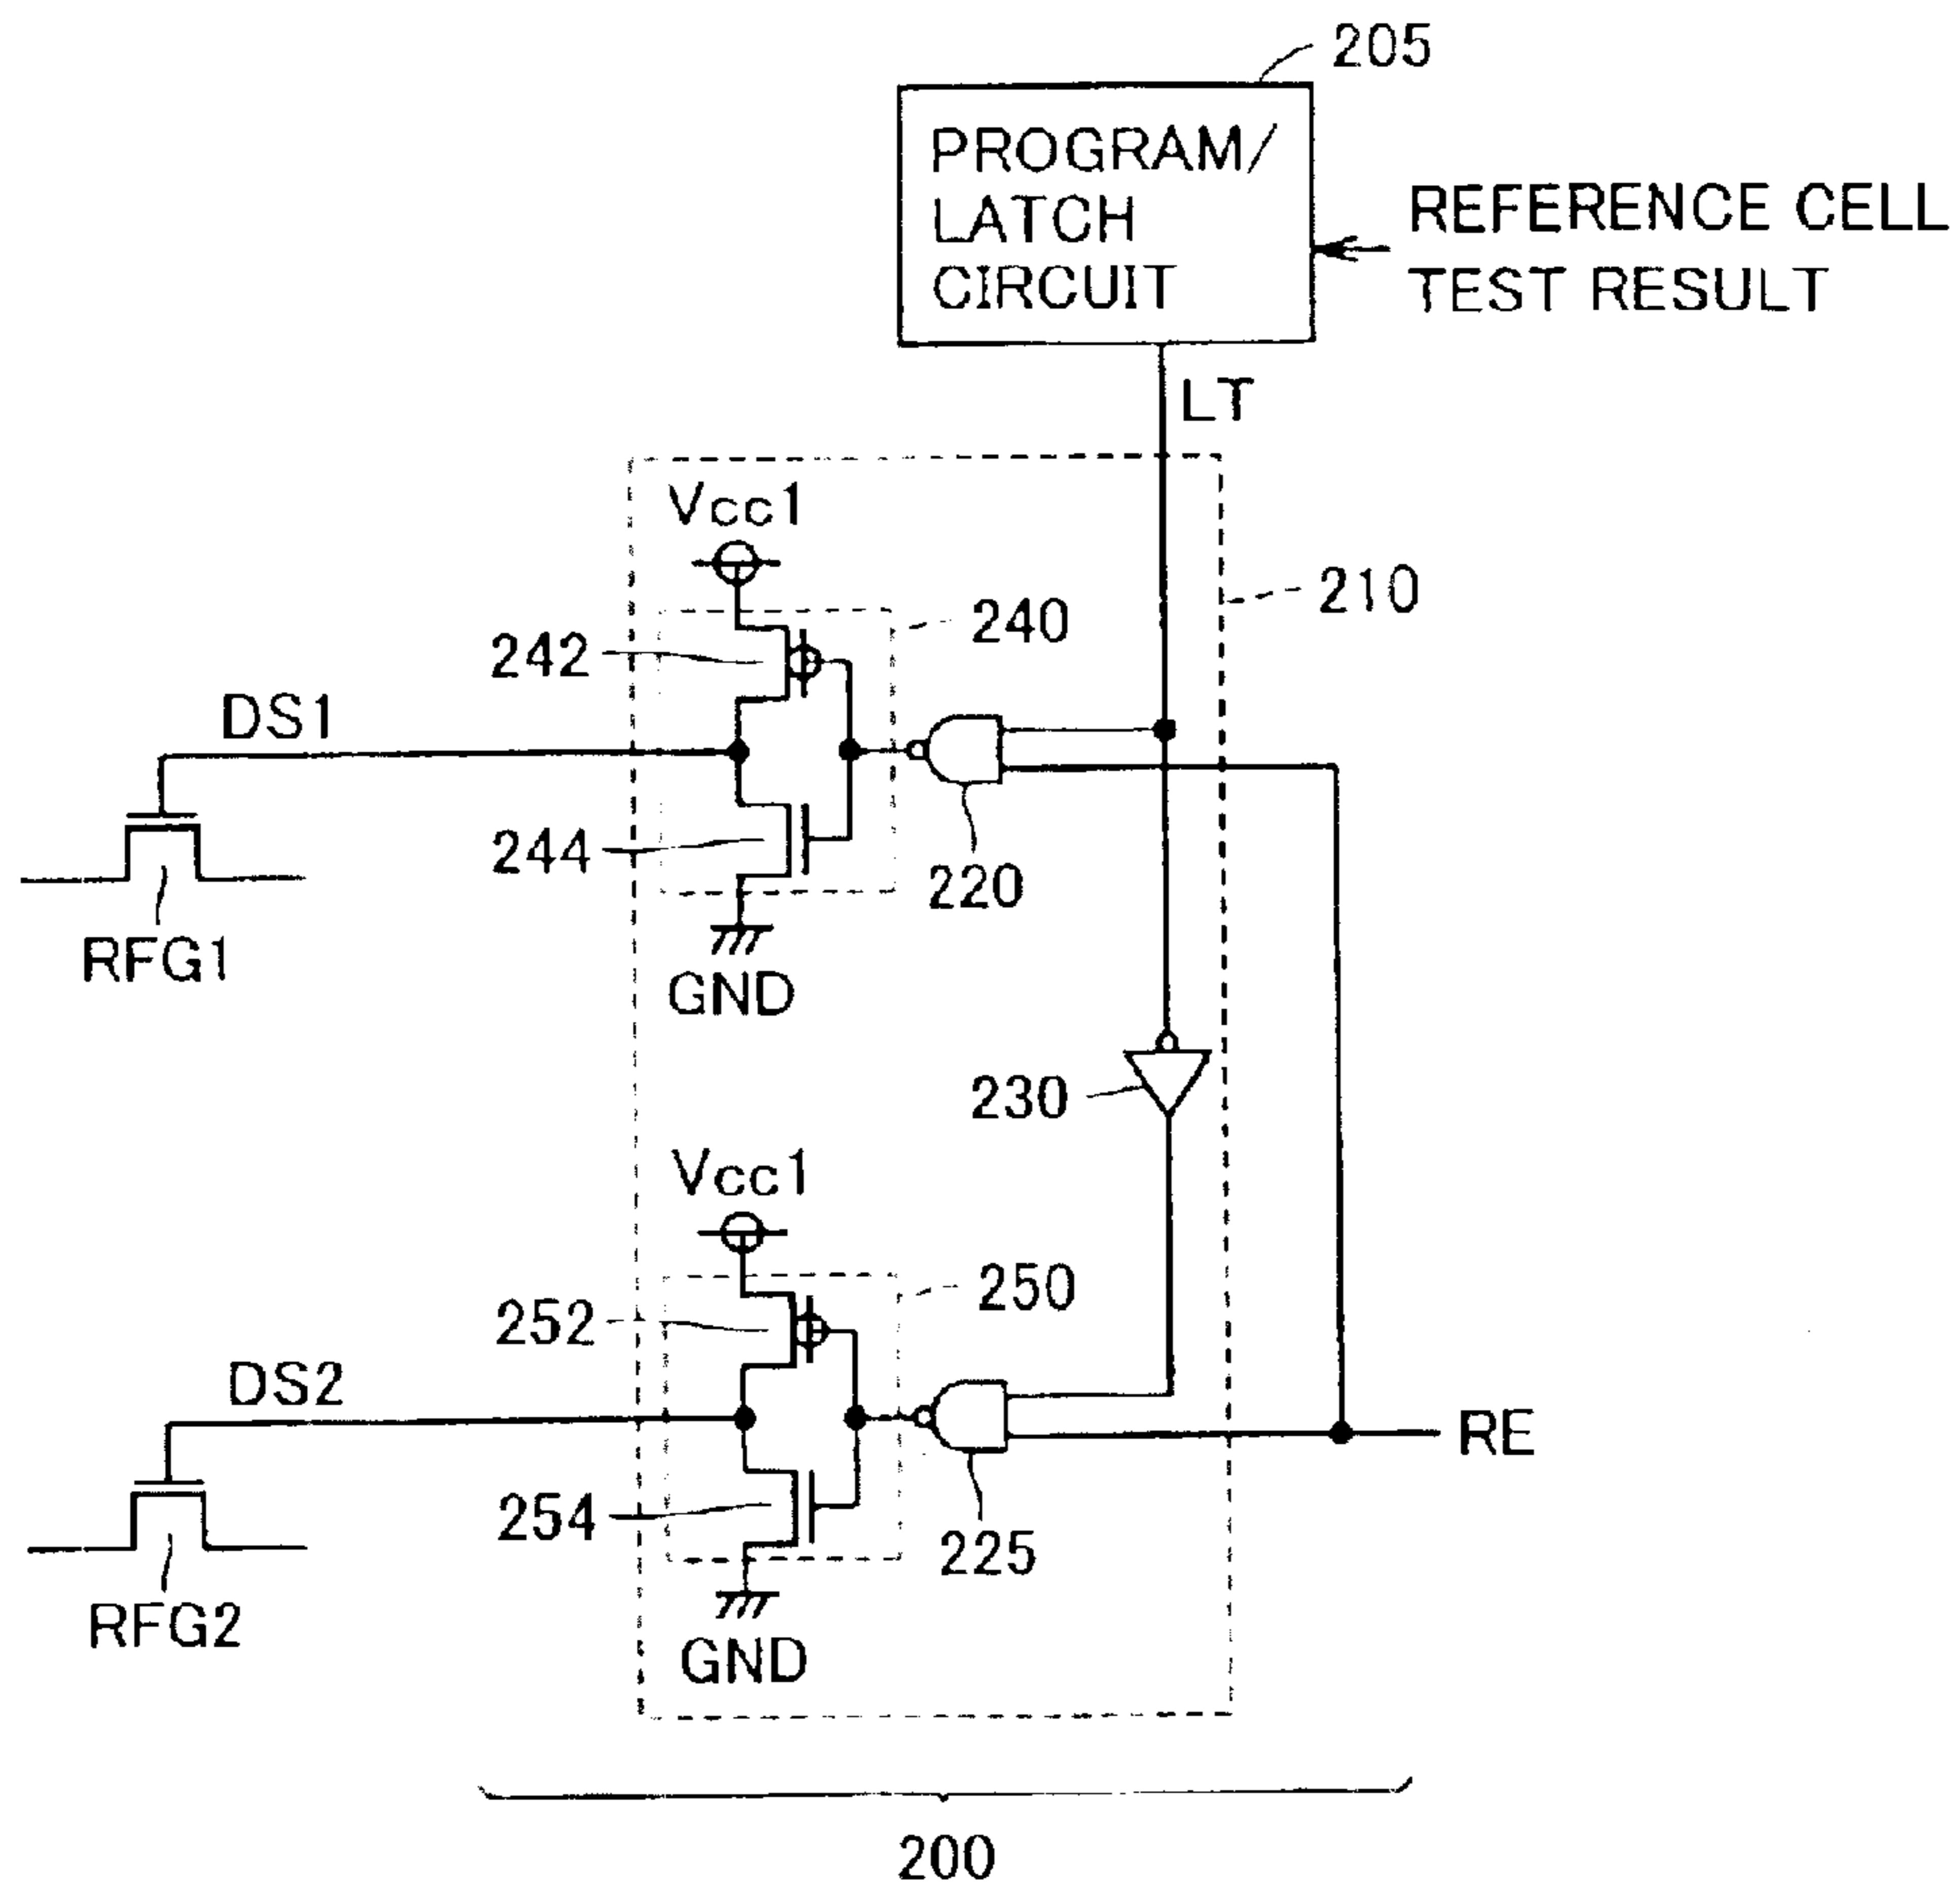 205
PROGRAM/
LATCH
CIRCUIT
REFERENCE CELL
TEST RESULT
LT
Vcc1
210
240
242
DS1
244
220
RFG1
GND
230
Vcc1
250
252
DS2
RE
254
225
RFG2
GND
200